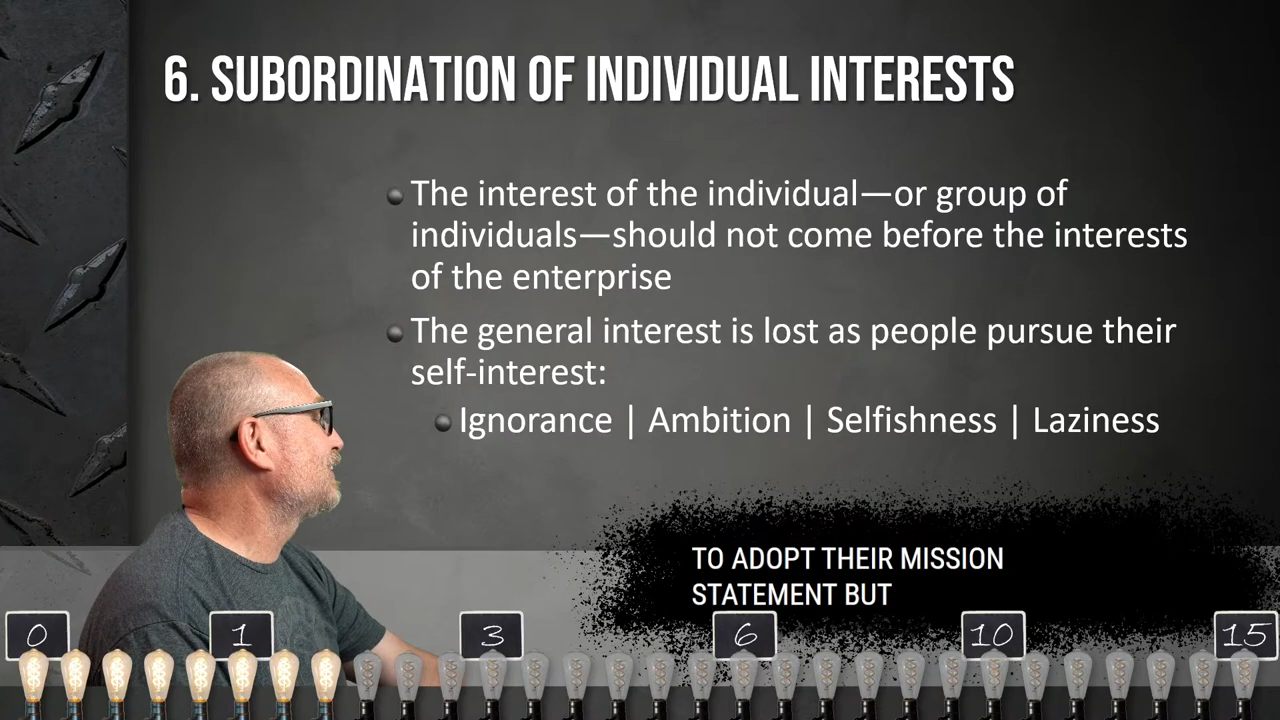 6. SUBORDINATION OF INDIVIDUAL INTERESTS
The interest of the individual—or group of
individuals—should not come before the interests
of the enterprise
The general interest is lost as people pursue their
self-interest:
Ignorance | Ambition | Selfishness | Laziness
TO ADOPT THEIR MISSION
STATEMENT BUT
0 1 3 6 10 15